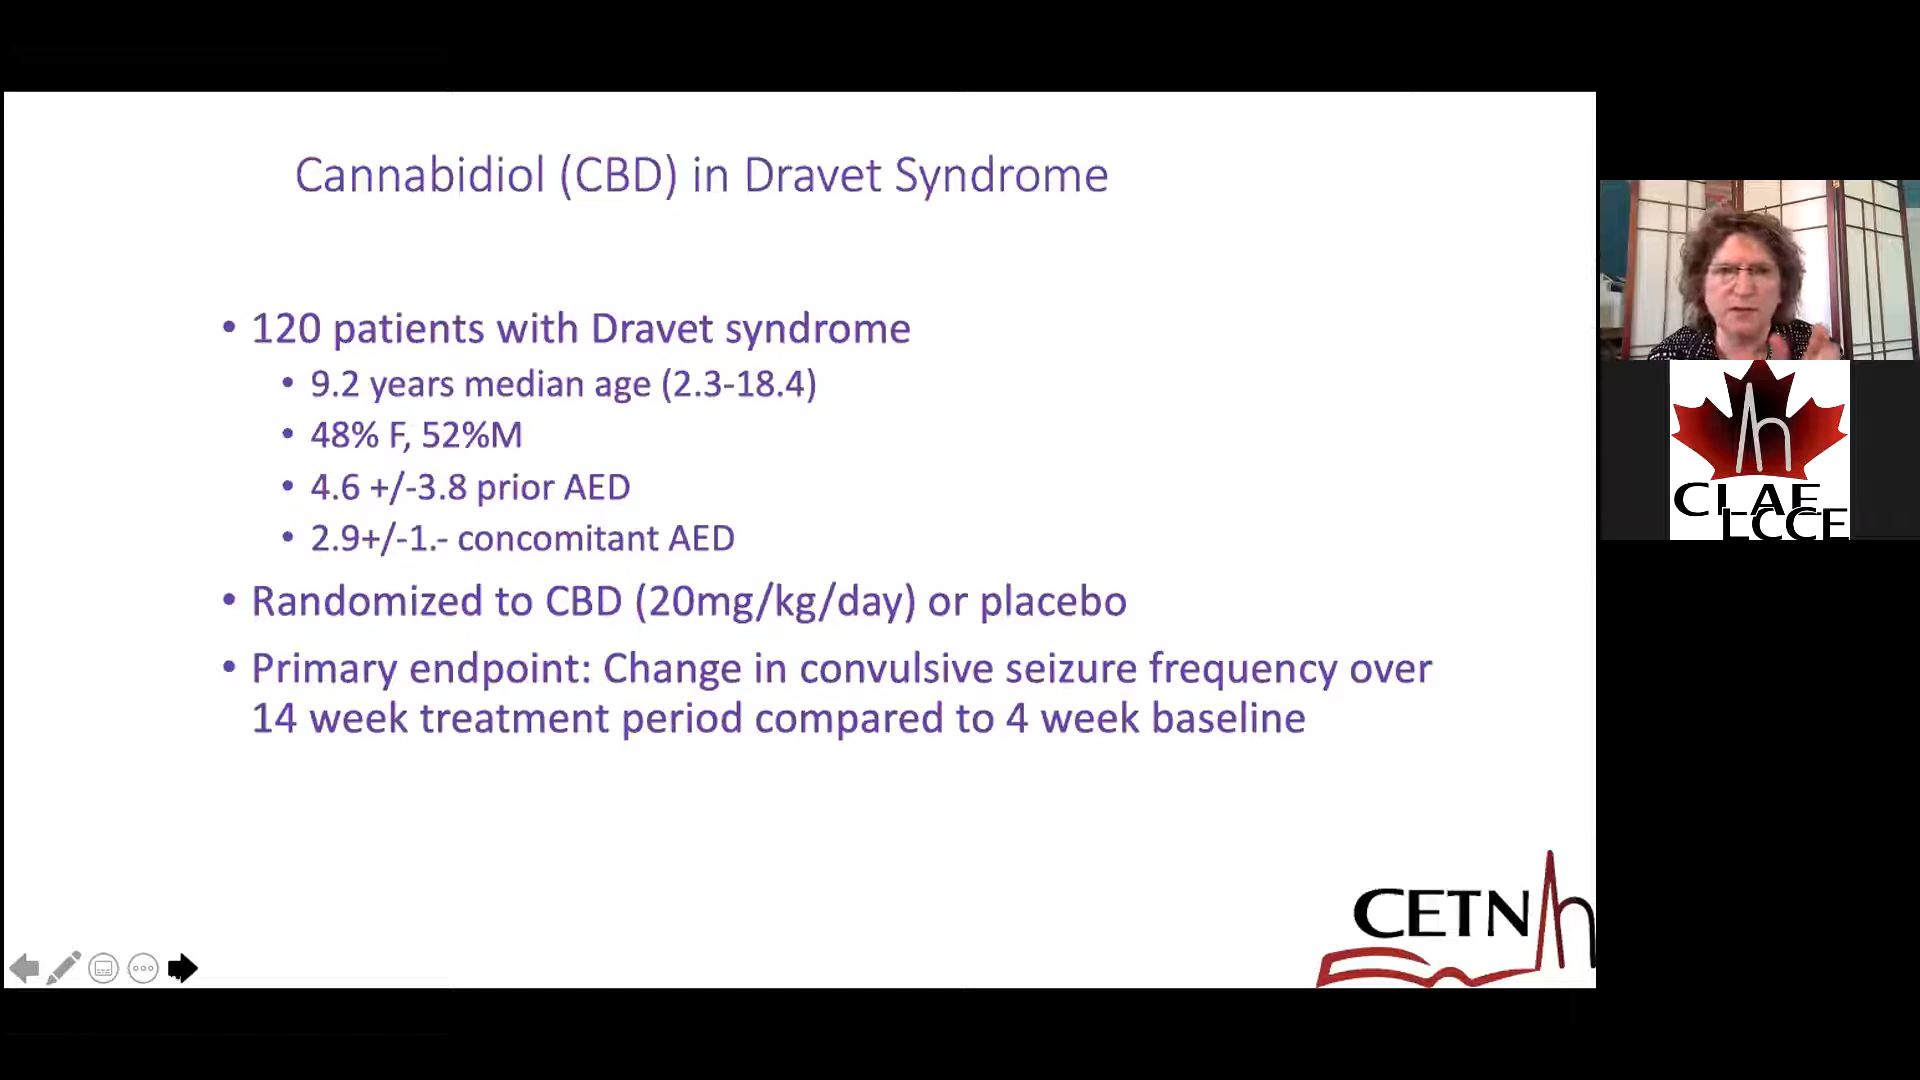 Cannabidiol (CBD) in Dravet Syndrome
• 120 patients with Dravet syndrome
• 9.2 years median age (2.3-18.4)
• 48% F, 52%M
• 4.6 +/-3.8 prior AED
• 2.9+/-1.- concomitant AED
• Randomized to CBD (20mg/kg/day) or placebo
• Primary endpoint: Change in convulsive seizure frequency over
14 week treatment period compared to 4 week baseline
CETN
CLAE
LCCE